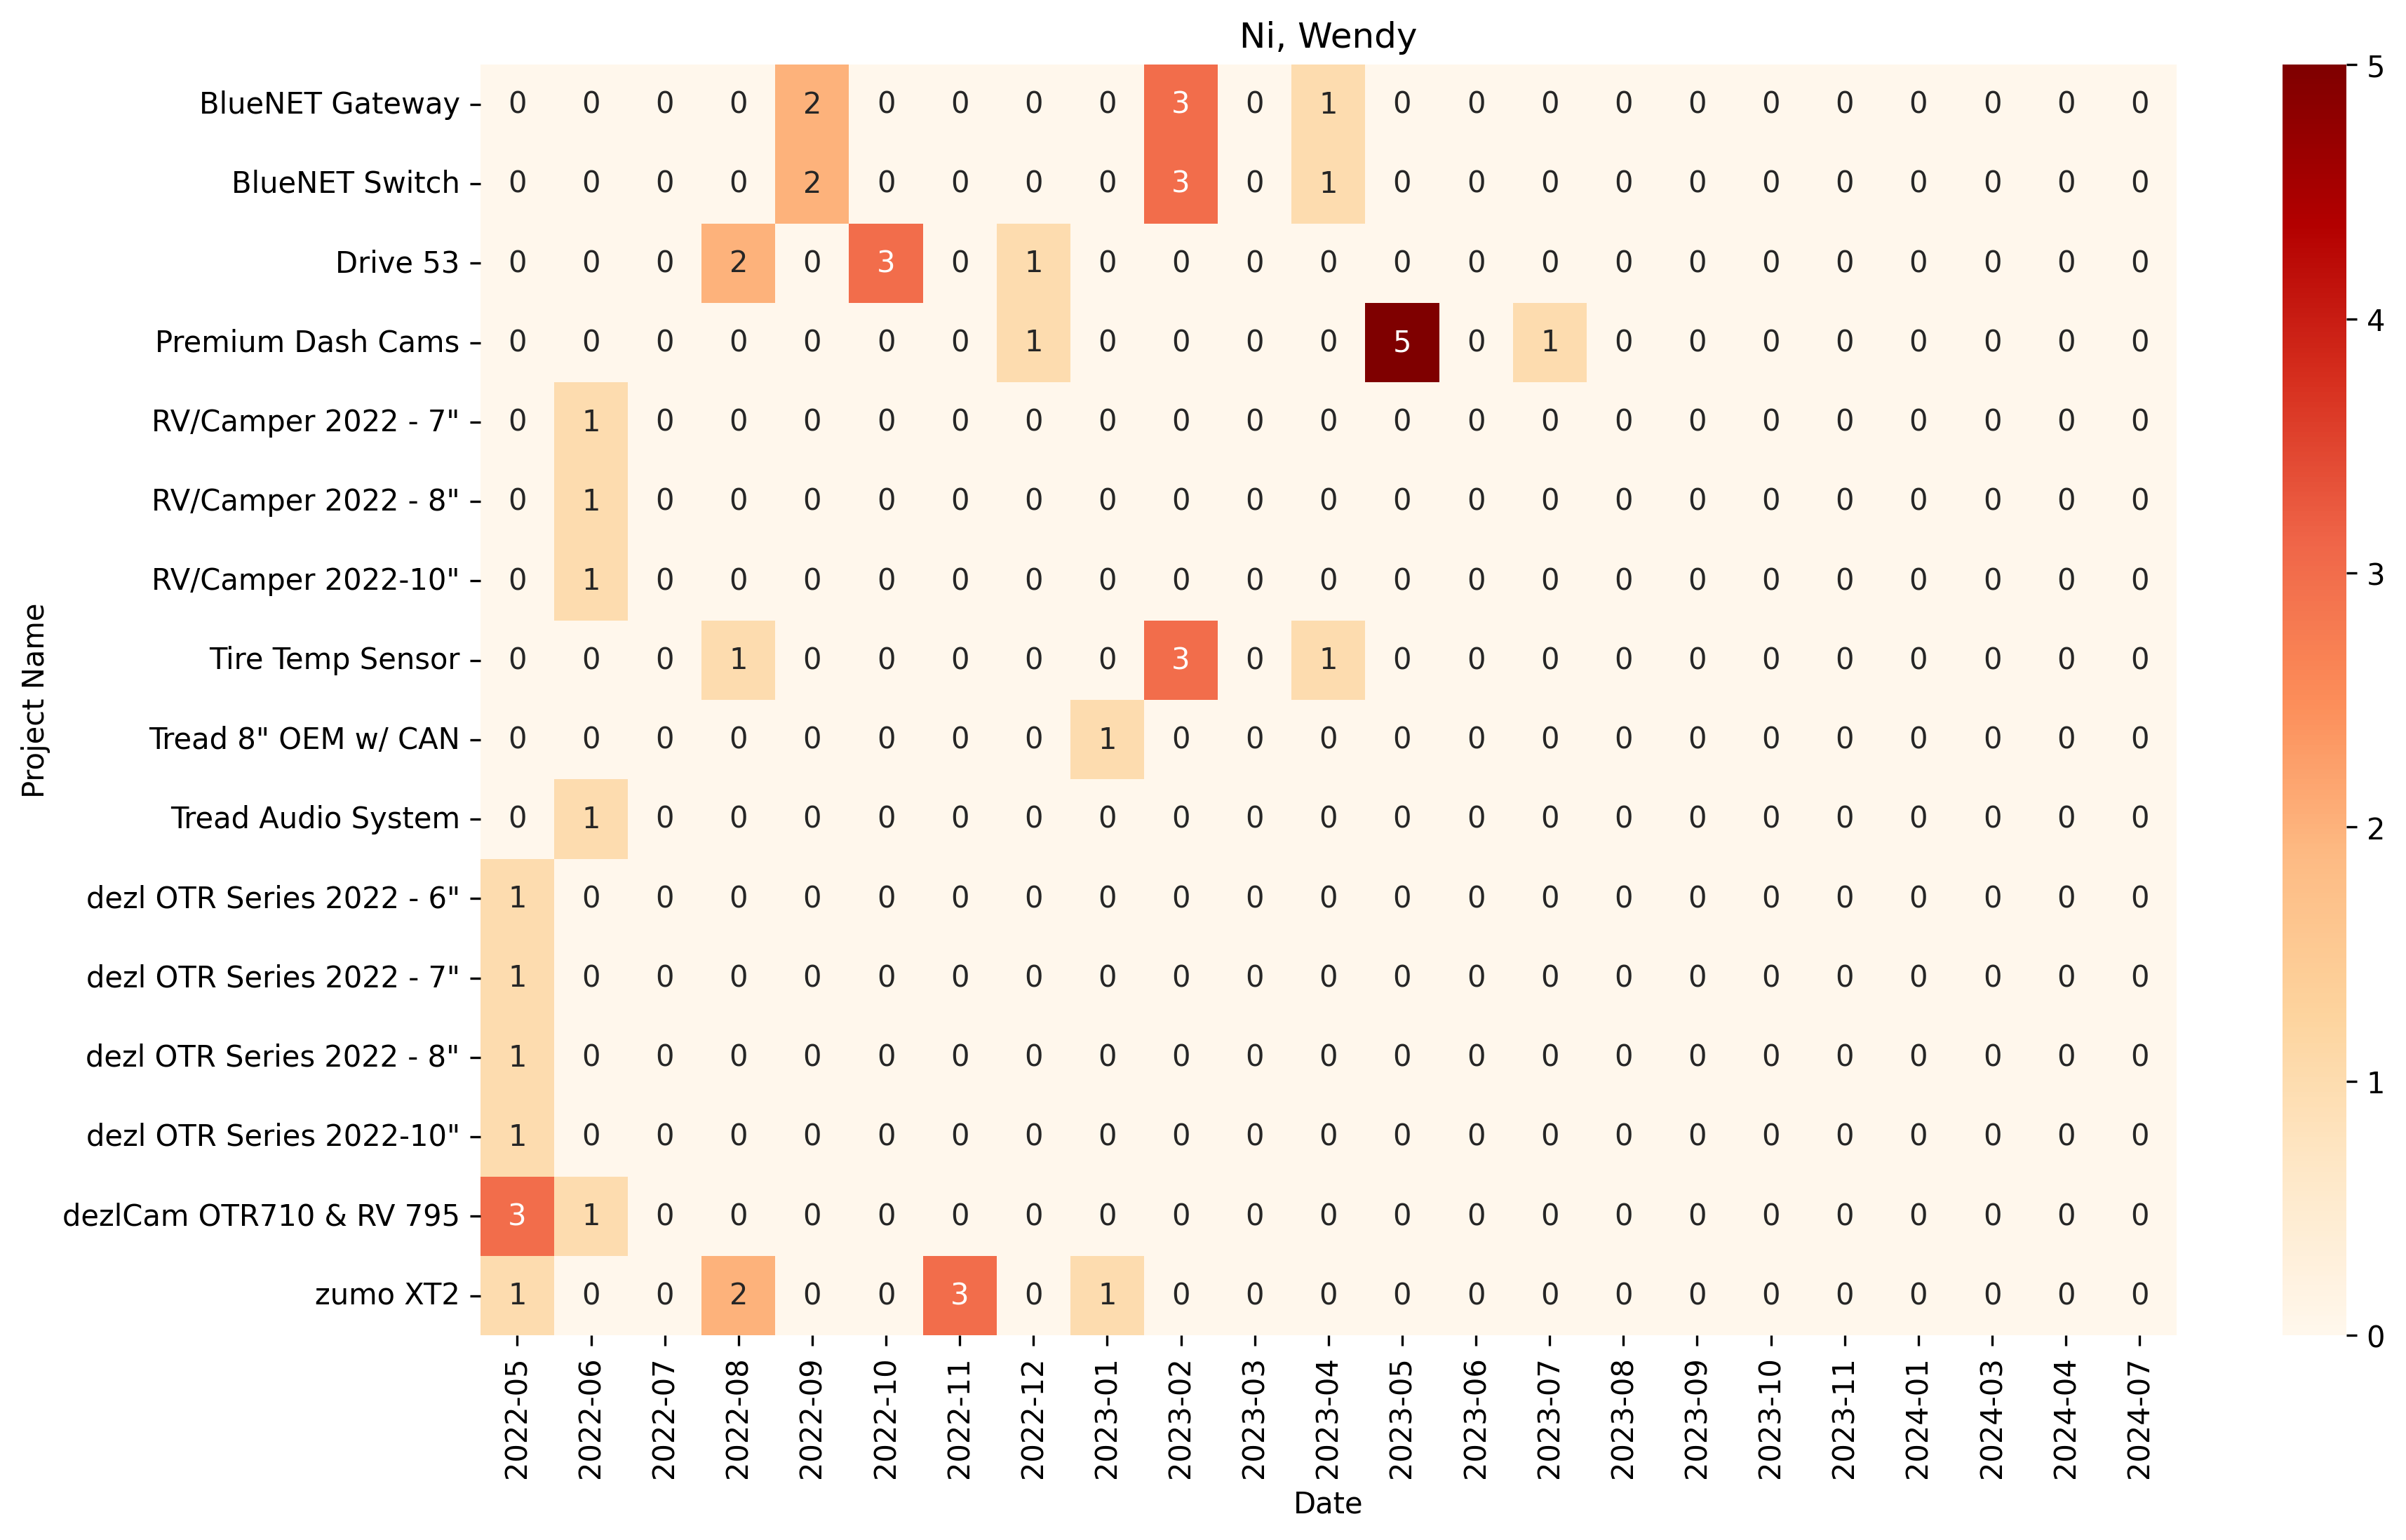 Ni, Wendy
BlueNET Gateway 0 0 0 0 2 0 0 0 0 3 0 1 0 0 0 0 0 0 0 0 0 0 0
BlueNET Switch 0 0 0 0 2 0 0 0 0 3 0 1 0 0 0 0 0 0 0 0 0 0 0
Drive 53 0 0 0 2 0 3 0 1 0 0 0 0 0 0 0 0 0 0 0 0 0 0 0
Premium Dash Cams 0 0 0 0 0 0 0 1 0 0 0 0 5 0 1 0 0 0 0 0 0 0 0
RV/Camper 2022 - 7" 0 1 0 0 0 0 0 0 0 0 0 0 0 0 0 0 0 0 0 0 0 0 0
RV/Camper 2022 - 8" 0 1 0 0 0 0 0 0 0 0 0 0 0 0 0 0 0 0 0 0 0 0 0
RV/Camper 2022-10" 0 1 0 0 0 0 0 0 0 0 0 0 0 0 0 0 0 0 0 0 0 0 0
Tire Temp Sensor 0 0 0 1 0 0 0 0 0 3 0 1 0 0 0 0 0 0 0 0 0 0 0
Tread 8" OEM w/ CAN 0 0 0 0 0 0 0 0 1 0 0 0 0 0 0 0 0 0 0 0 0 0 0
Tread Audio System 0 1 0 0 0 0 0 0 0 0 0 0 0 0 0 0 0 0 0 0 0 0 0
dezl OTR Series 2022 - 6" 1 0 0 0 0 0 0 0 0 0 0 0 0 0 0 0 0 0 0 0 0 0 0
dezl OTR Series 2022 - 7" 1 0 0 0 0 0 0 0 0 0 0 0 0 0 0 0 0 0 0 0 0 0 0
dezl OTR Series 2022 - 8" 1 0 0 0 0 0 0 0 0 0 0 0 0 0 0 0 0 0 0 0 0 0 0
dezl OTR Series 2022-10" 1 0 0 0 0 0 0 0 0 0 0 0 0 0 0 0 0 0 0 0 0 0 0
dezlCam OTR710 & RV 795 3 1 0 0 0 0 0 0 0 0 0 0 0 0 0 0 0 0 0 0 0 0 0
zumo XT2 1 0 0 2 0 0 3 0 1 0 0 0 0 0 0 0 0 0 0 0 0 0 0
Project Name
2022-05 2022-06 2022-07 2022-08 2022-09 2022-10 2022-11 2022-12 2023-01 2023-02 2023-03 2023-04 2023-05 2023-06 2023-07 2023-08 2023-09 2023-10 2023-11 2024-01 2024-03 2024-04 2024-07
Date
5
4
3
2
1
0